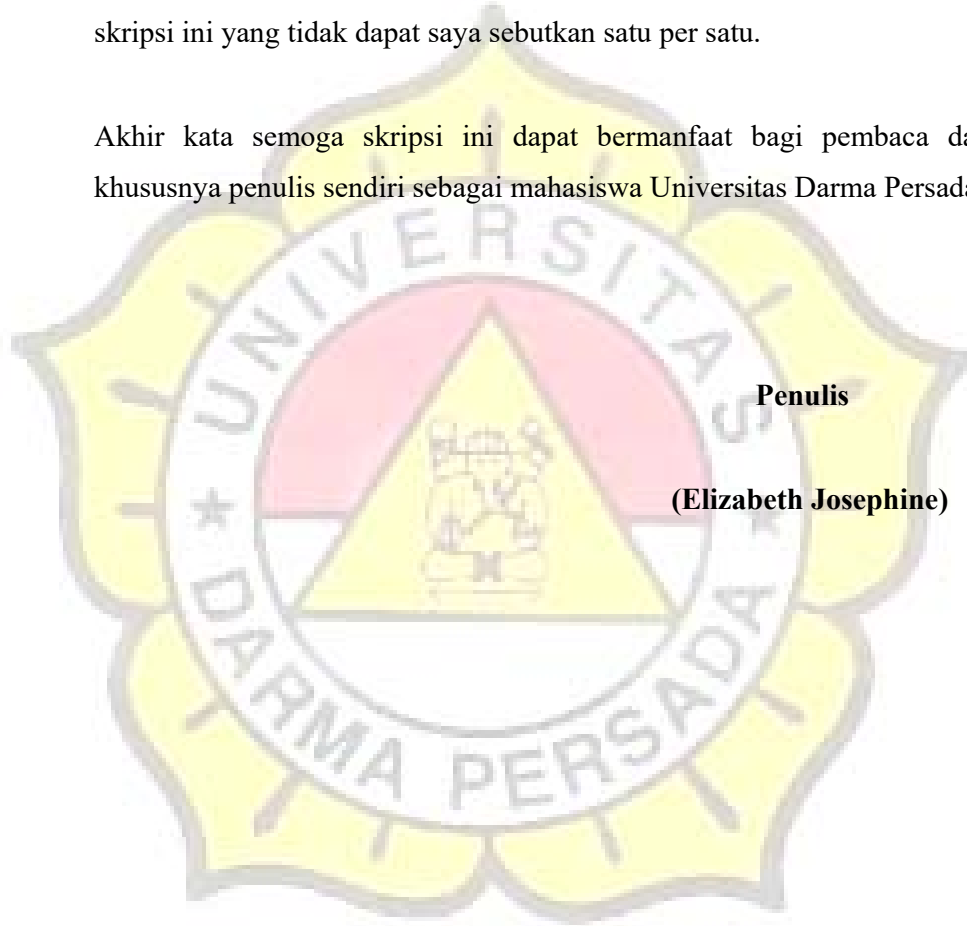 skripsi ini yang tidak dapat saya sebutkan satu per satu.
Akhir kata semoga skripsi ini dapat bermanfaat bagi pembaca da
khususnya penulis sendiri sebagai mahasiswa Universitas Darma Persada
UNIVERSITAS
Penulis
(Elizabeth Josephine)
DARMA PERSADA